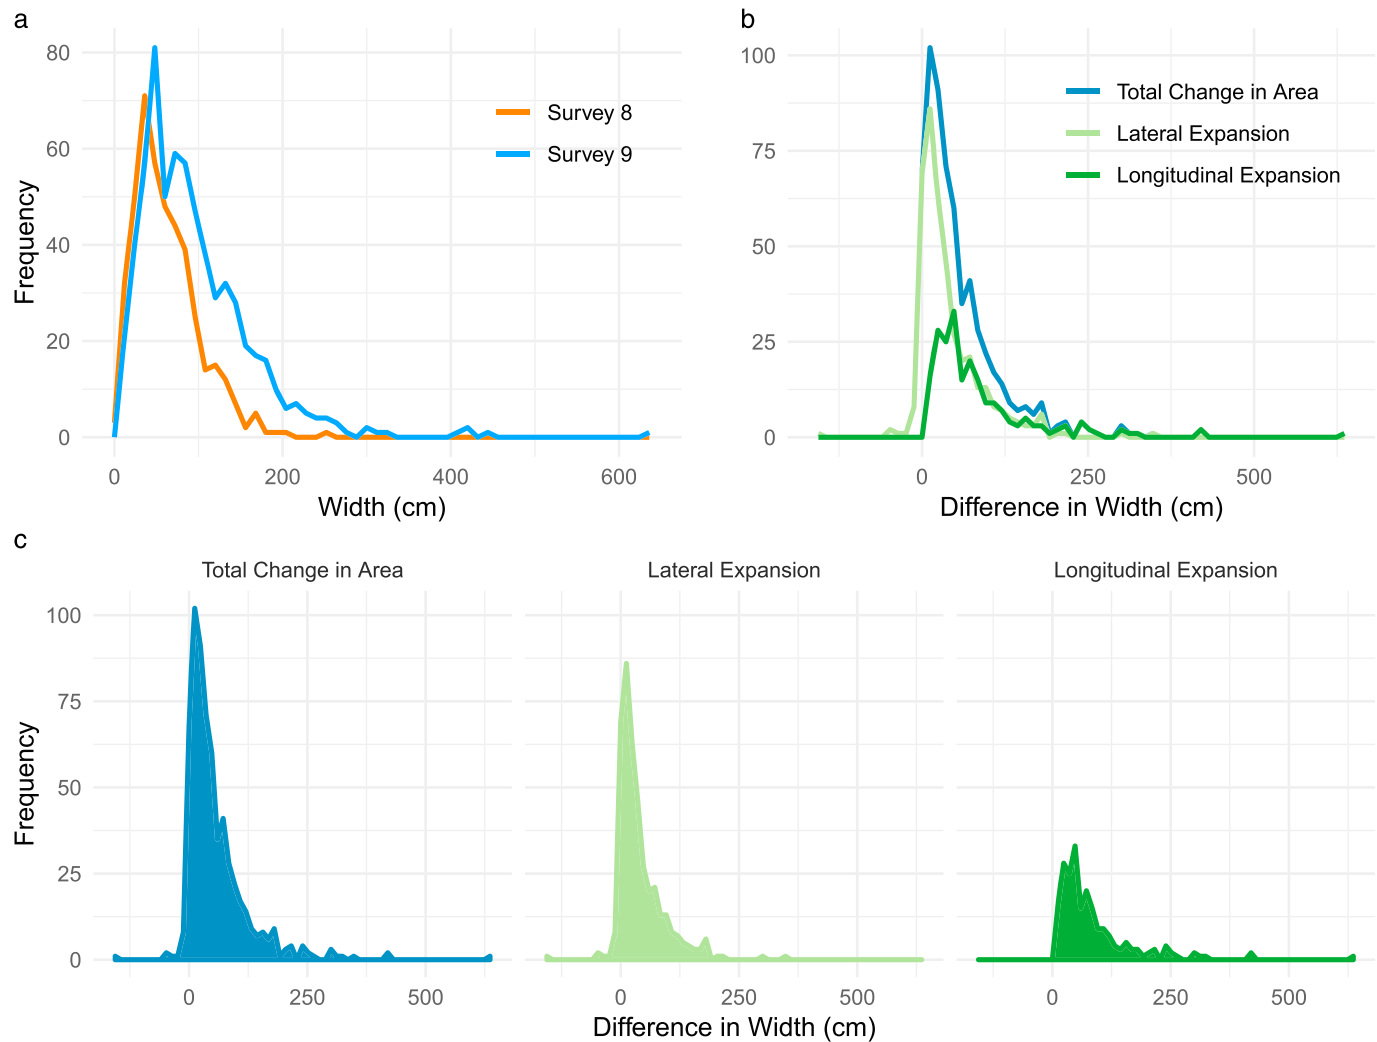 a
80
60
40
20
0
Frequency
0 200 400 600
Width (cm)
Survey 8
Survey 9
b
100
75
50
25
0
0 250 500
Difference in Width (cm)
Total Change in Area
Lateral Expansion
Longitudinal Expansion
c
Total Change in Area
Lateral Expansion
Longitudinal Expansion
100
75
50
25
0
Frequency
0 250 500
0 250 500
0 250 500
Difference in Width (cm)